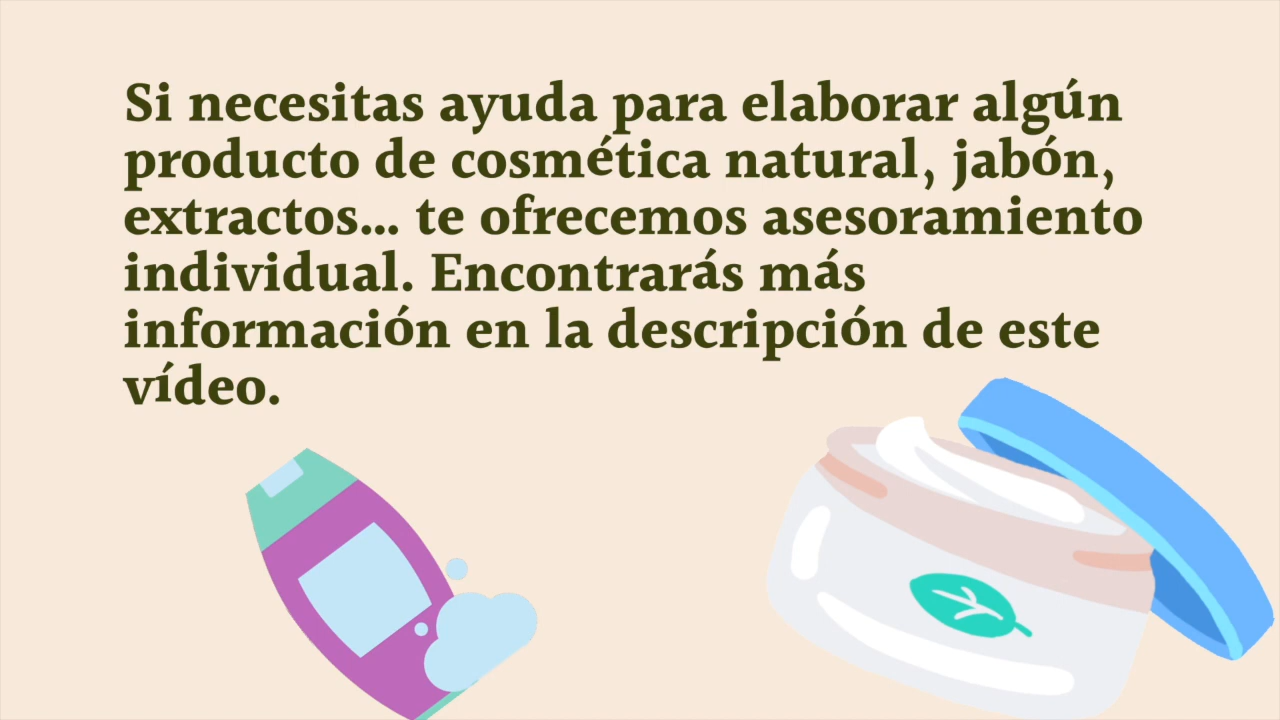 Si necesitas ayuda para elaborar algún
producto de cosmética natural, jabón,
extractos... te ofrecemos asesoramiento
individual. Encontrarás más
información en la descripción de este
vídeo.